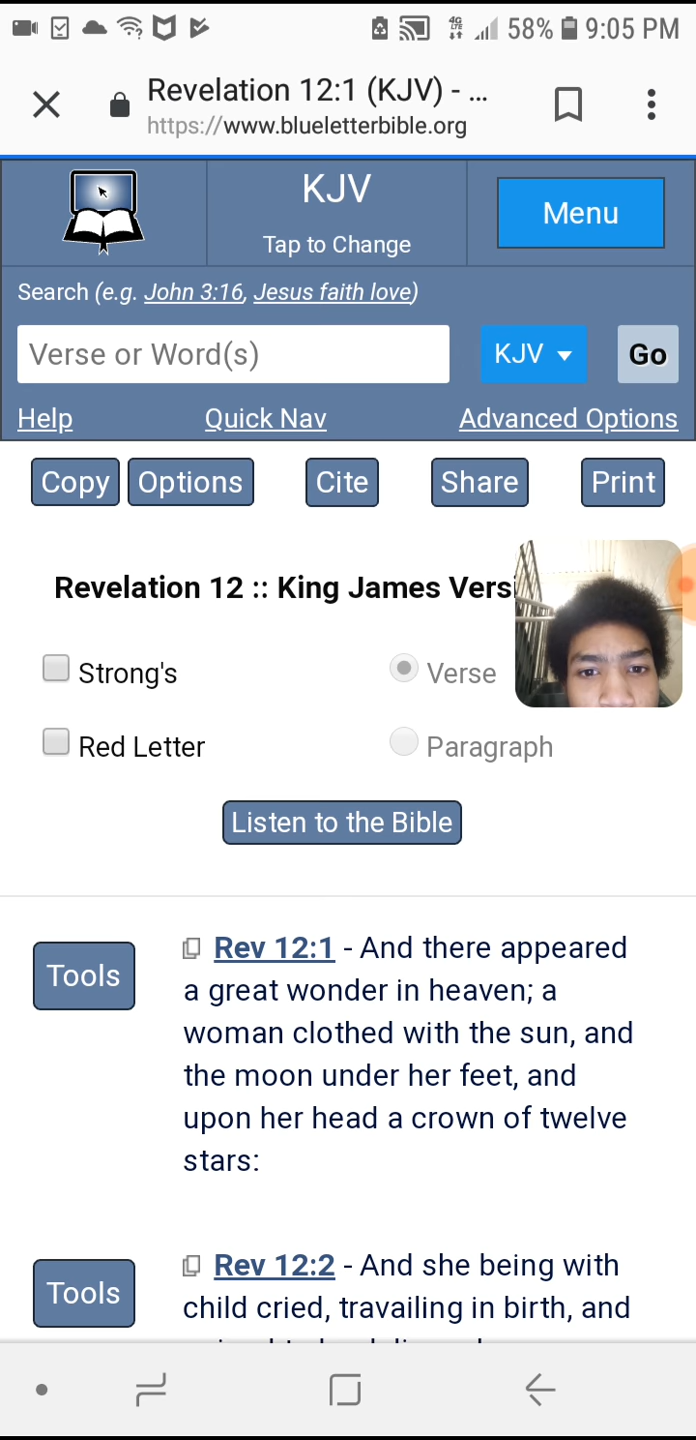 58% 9:05 PM
Revelation 12:1 (KJV) - ...
https://www.blueletterbible.org
KJV
Tap to Change
Menu
Search (e.g. John 3:16, Jesus faith love)
Verse or Word(s)
KJV
Go
Help Quick Nav Advanced Options
Copy Options Cite Share Print
Revelation 12 :: King James Versi
Strong's Verse
Red Letter Paragraph
Listen to the Bible
Tools
Rev 12:1 - And there appeared
a great wonder in heaven; a
woman clothed with the sun, and
the moon under her feet, and
upon her head a crown of twelve
stars:
Tools
Rev 12:2 - And she being with
child cried, travailing in birth, and